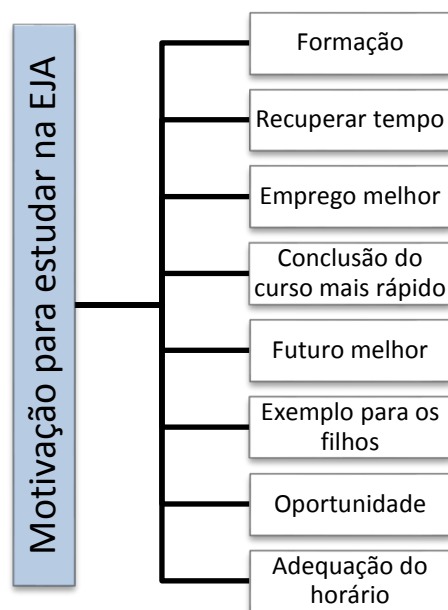 Motivação para estudar na EJA
Formação
Recuperar tempo
Emprego melhor
Conclusão do
curso mais rápido
Futuro melhor
Exemplo para os
filhos
Oportunidade
Adequação do
horário